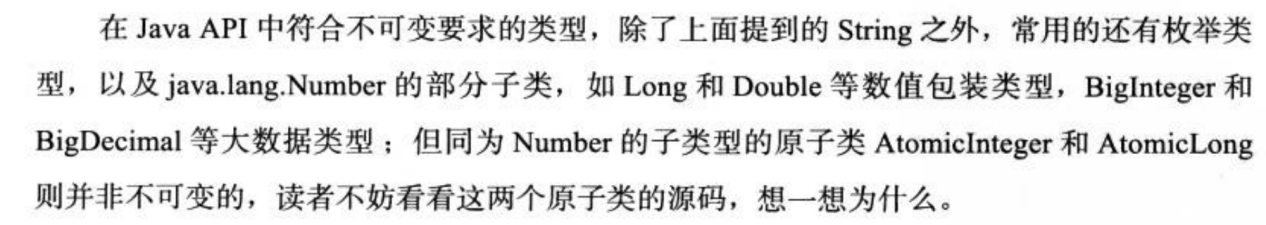 在 Java API 中符合不可变要求的类型，除了上面提到的 String 之外，常用的还有枚举类
型，以及 java.lang.Number 的部分子类，如 Long 和 Double 等数值包装类型，BigInteger 和
BigDecimal 等大数据类型；但同为 Number 的子类型的原子类 AtomicInteger 和 AtomicLong
则并非不可变的，读者不妨看看这两个原子类的源码，想一想为什么。